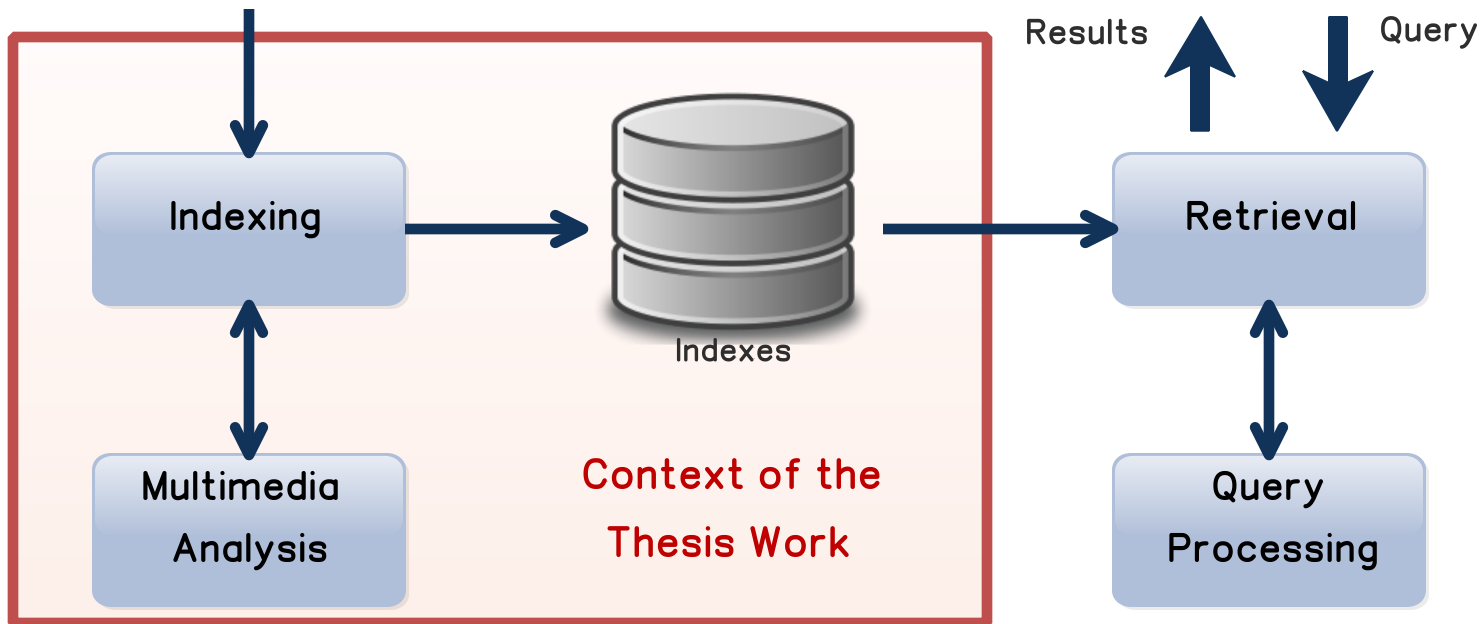 Results
Query
Indexing
Retrieval
Indexes
Multimedia
Analysis
Context of the
Thesis Work
Query
Processing